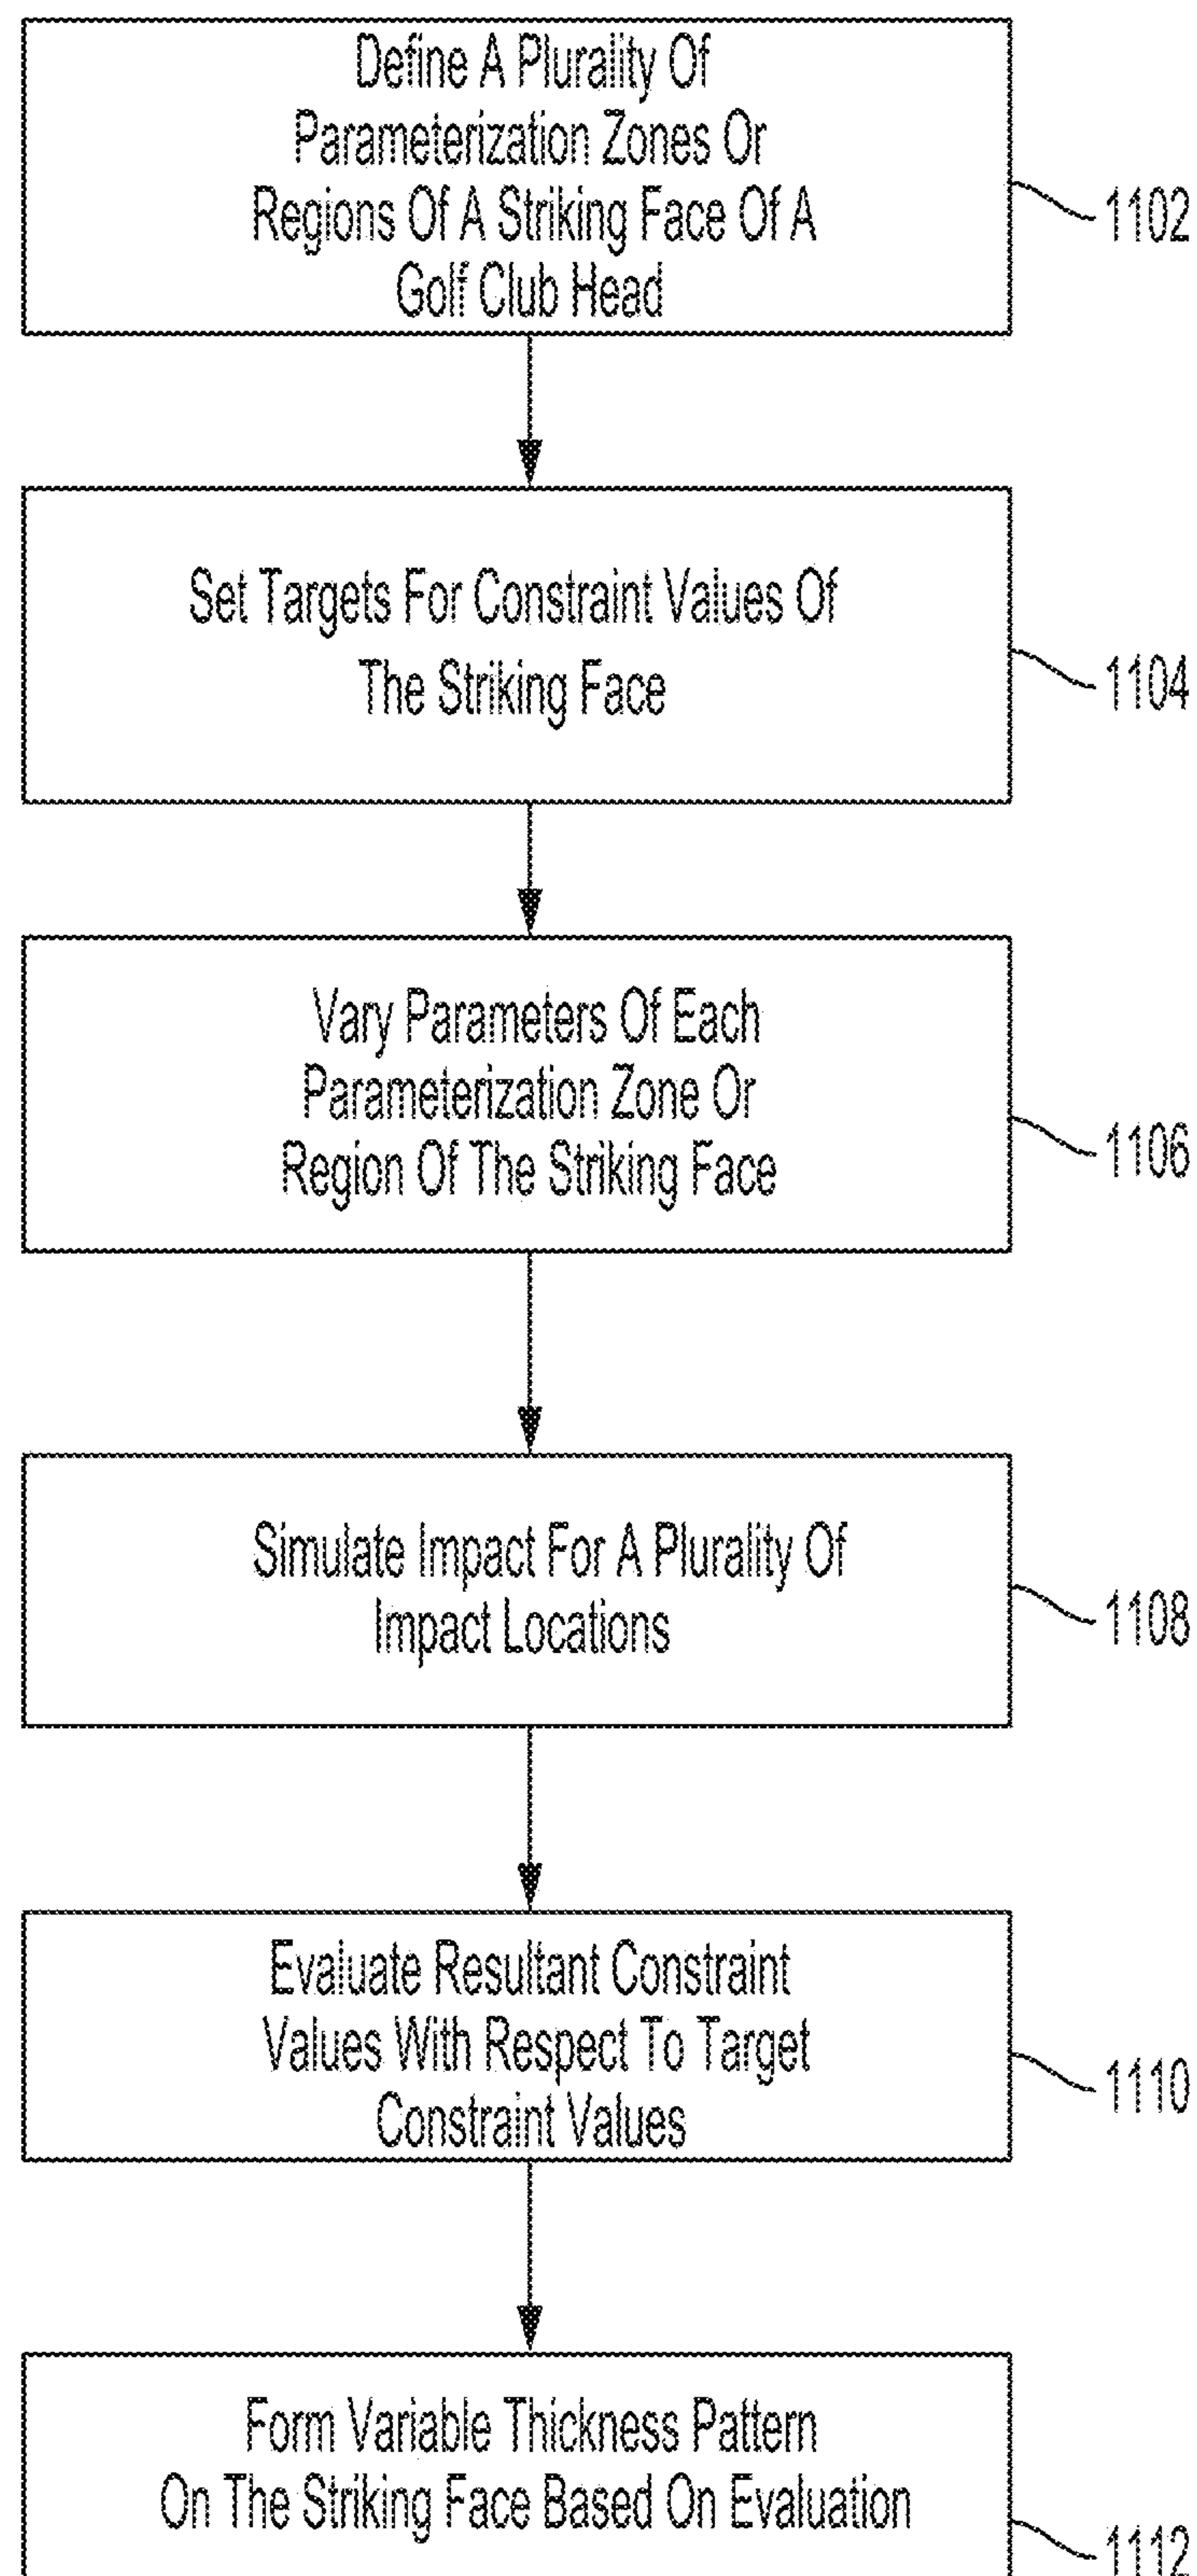 Define A Plurality Of
Parameterization Zones Or
Regions Of A Striking Face Of A
Golf Club Head
1102
Set Targets For Constraint Values Of
The Striking Face
1104
Vary Parameters Of Each
Parameterization Zone Or
Region Of The Striking Face
1106
Simulate Impact For A Plurality Of
Impact Locations
1108
Evaluate Resultant Constraint
Values With Respect To Target
Constraint Values
1110
Form Variable Thickness Pattern
On The Striking Face Based On Evaluation
1112